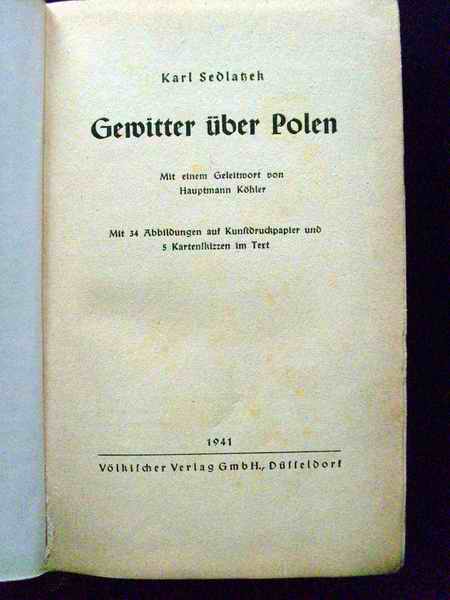 Karl Sedlatzek
Gewitter über Polen
Mit einem Geleitwort von
Hauptmann Köhler
Mit 34 Abbildungen auf Kunstdruckpapier und
5 Kartenskizzen im Text
1941
Völkischer Verlag GmbH., Düsseldorf